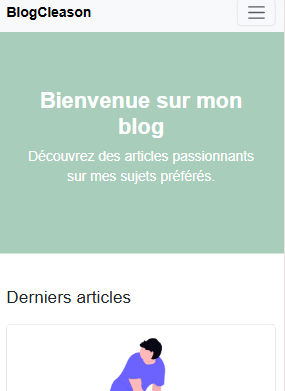 BlogCleason
Bienvenue sur mon
blog
Découvrez des articles passionnants
sur mes sujets préférés.
Derniers articles